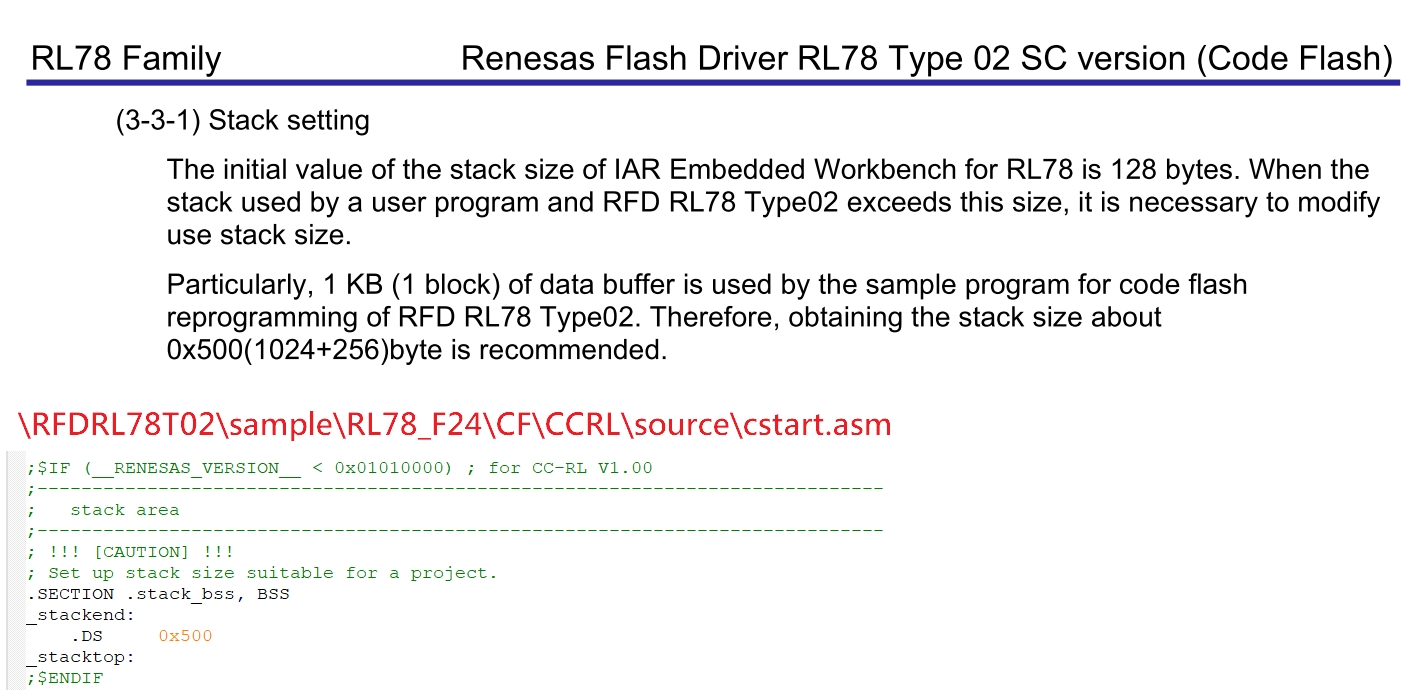 RL78 Family Renesas Flash Driver RL78 Type 02 SC version (Code Flash)
(3-3-1) Stack setting
The initial value of the stack size of IAR Embedded Workbench for RL78 is 128 bytes. When the
stack used by a user program and RFD RL78 Type02 exceeds this size, it is necessary to modify
use stack size.
Particularly, 1 KB (1 block) of data buffer is used by the sample program for code flash
reprogramming of RFD RL78 Type02. Therefore, obtaining the stack size about
0x500(1024+256)byte is recommended.
\RFDRL78T02\sample\RL78_F24\CF\CCRL\source\cstart.asm
;$IF (__RENESAS_VERSION__ < 0x01010000) ; for CC-RL V1.00
;-----------------------------------------------------------------------------
;   stack area
;-----------------------------------------------------------------------------
; !!! [CAUTION] !!!
; Set up stack size suitable for a project.
.SECTION .stack_bss, BSS
_stackend:
    .DS     0x500
_stacktop:
;$ENDIF